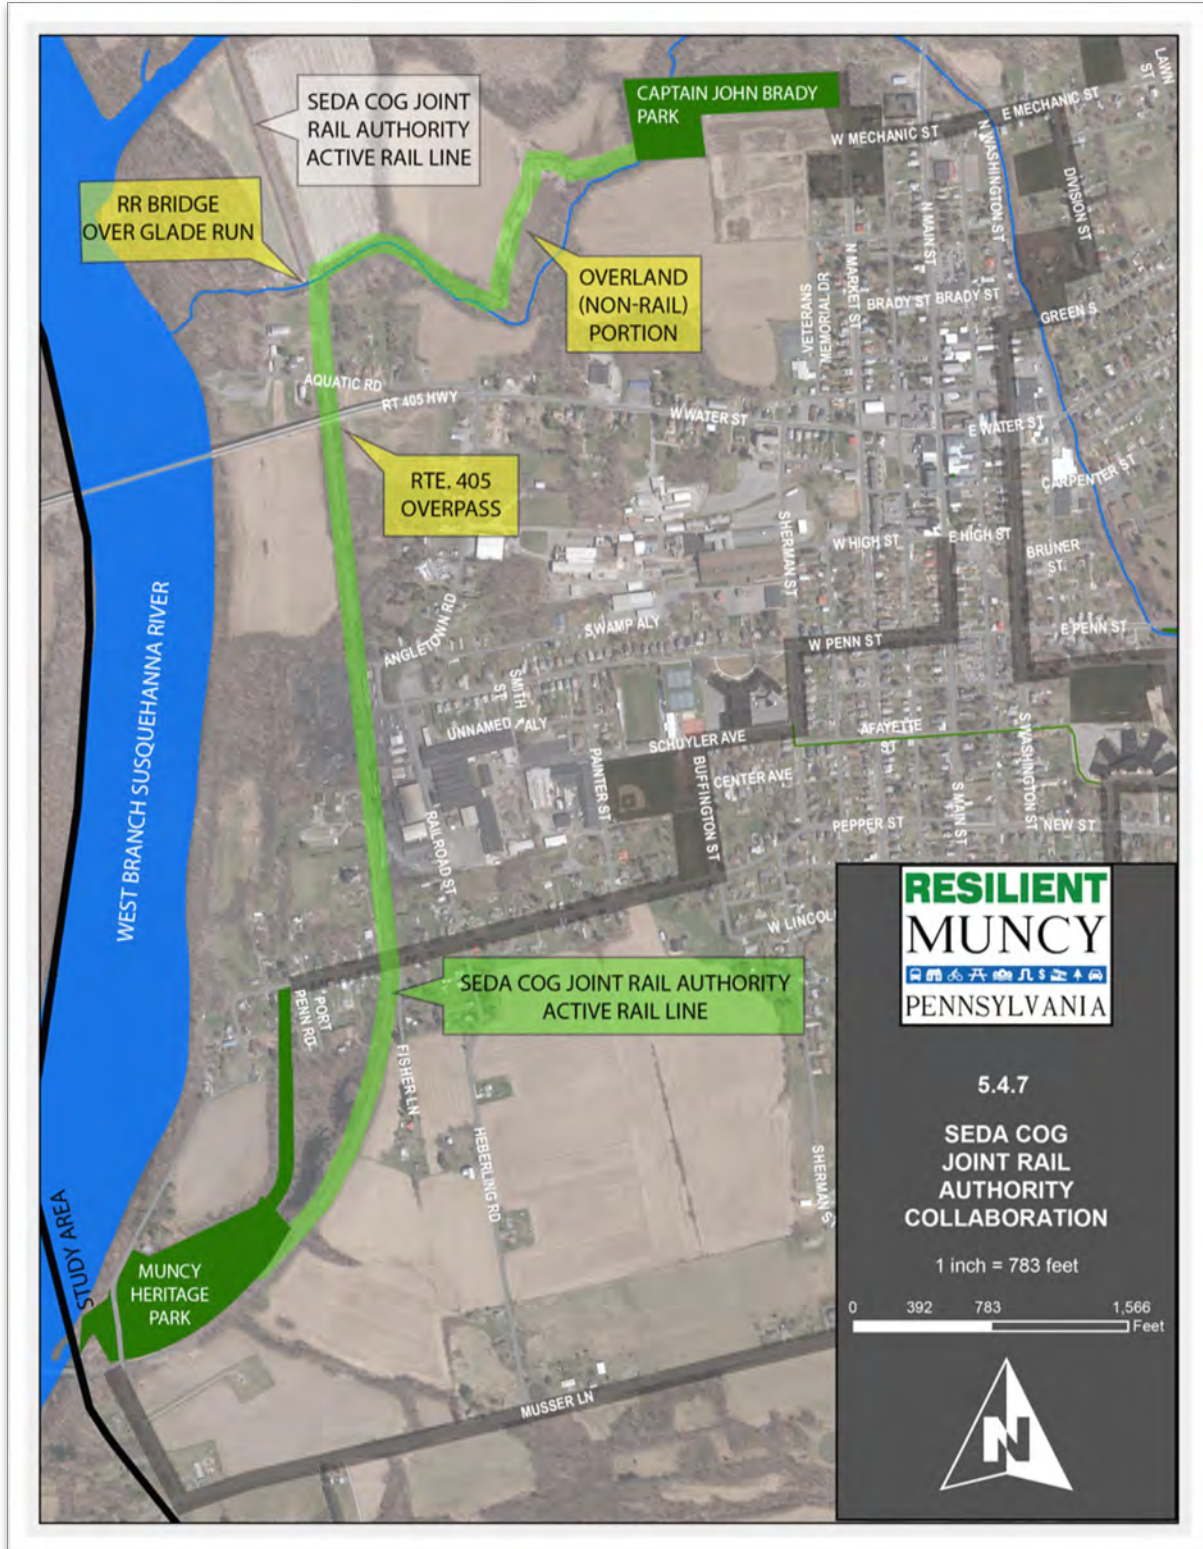 SEDA COG JOINT
RAIL AUTHORITY
ACTIVE RAIL LINE
CAPTAIN JOHN BRADY
PARK
LAWN
ST
E MECHANIC ST
W MECHANIC ST
N WASHINGTON ST
DIVISION ST
RR BRIDGE
OVER GLADE RUN
N MAIN ST
N MARKET ST
OVERLAND
(NON-RAIL)
PORTION
VETERANS
MEMORIAL DR
BRADY ST
BRADY ST
GREEN S
AQUATIC RD
RT 405 HWY
W WATER ST
E WATER ST
CARPENTER ST
RTE. 405
OVERPASS
SHERMAN ST
W HIGH ST
E HIGH ST
BRUNER
ST
WEST BRANCH SUSQUEHANNA RIVER
ANGLETOWN RD
SWAMP ALY
W PENN ST
E PENN ST
SMITH
ST
UNNAMED ALY
SCHUYLER AVE
AFAYETTE
ST
S WASHINGTON ST
PAINTER ST
BUFFINGTON ST
CENTER AVE
S MAIN ST
PEPPER ST
NEW ST
RAILROAD ST
W LINCOL
SEDA COG JOINT RAIL AUTHORITY
ACTIVE RAIL LINE
PORT
PENN RD
FISHER LN
HEBERLING RD
SHERMAN S
STUDY AREA
MUNCY
HERITAGE
PARK
MUSSER LN
RESILIENT
MUNCY
PENNSYLVANIA
5.4.7
SEDA COG
JOINT RAIL
AUTHORITY
COLLABORATION
1 inch = 783 feet
0 392 783 1,566
Feet
N